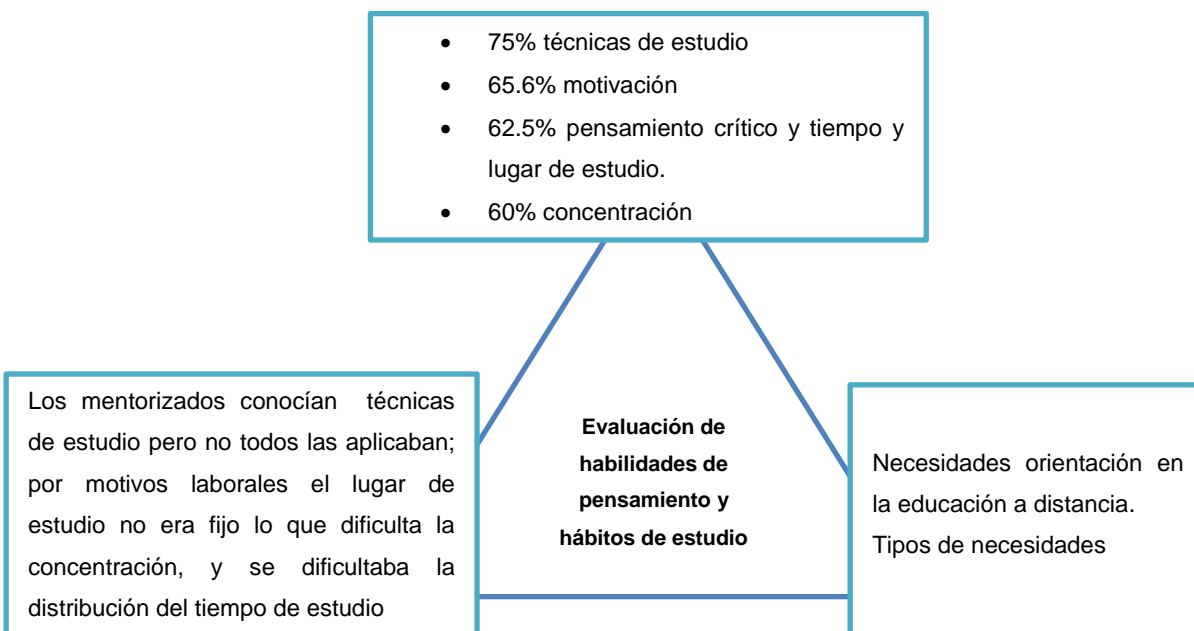 • 75% técnicas de estudio
• 65.6% motivación
• 62.5% pensamiento crítico y tiempo y
lugar de estudio.
• 60% concentración
Los mentorizados conocían técnicas
de estudio pero no todos las aplicaban;
por motivos laborales el lugar de
estudio no era fijo lo que dificulta la
concentración, y se dificultaba la
distribución del tiempo de estudio
Evaluación de
habilidades de
pensamiento y
hábitos de estudio
Necesidades orientación en
la educación a distancia.
Tipos de necesidades